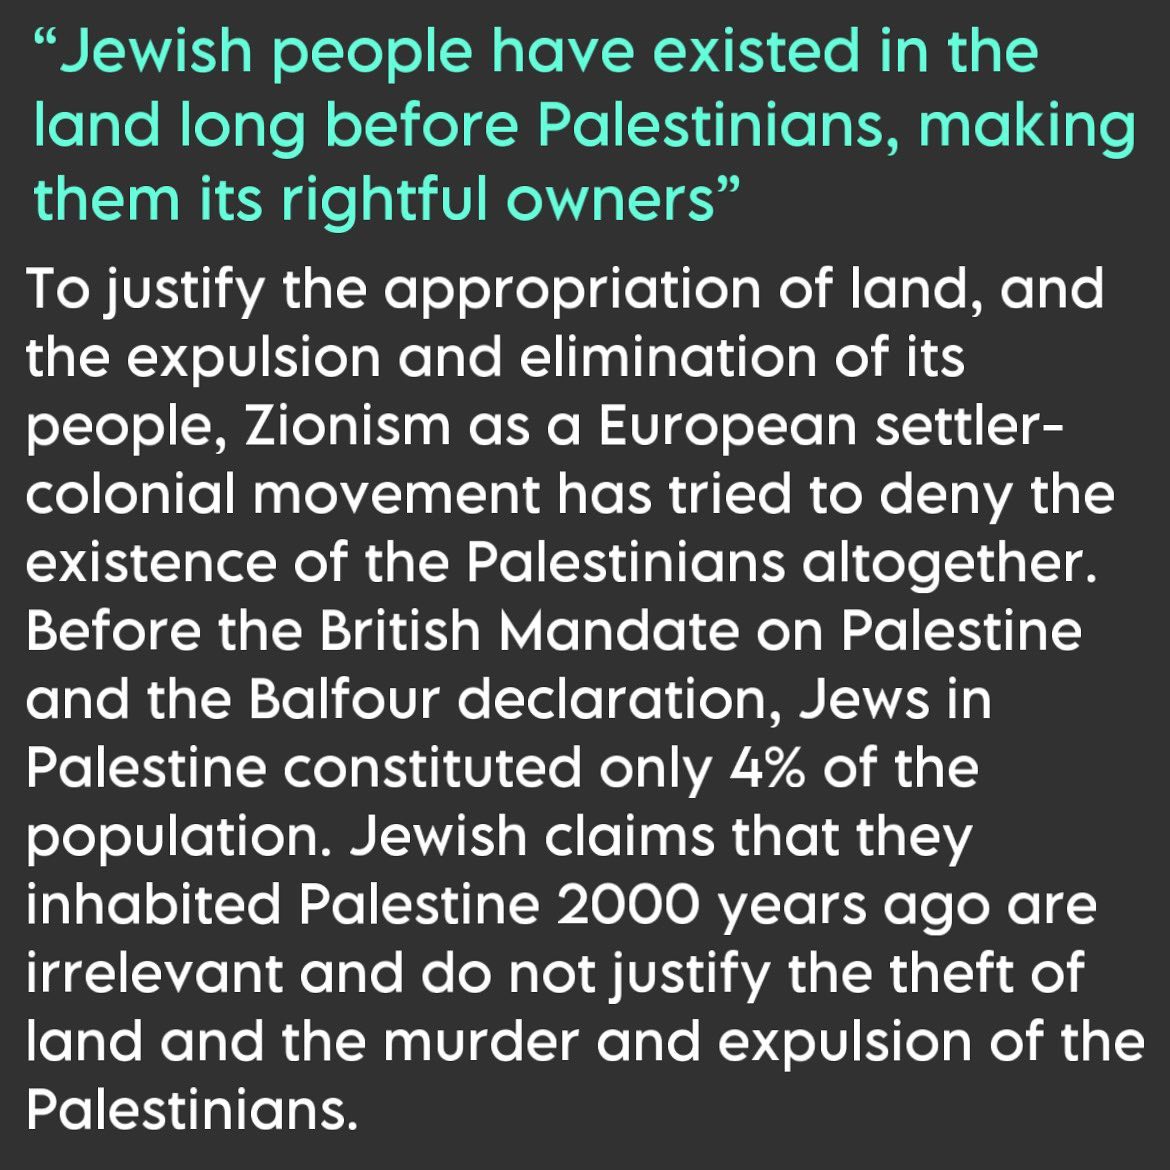 “Jewish people have existed in the
land long before Palestinians, making
them its rightful owners”
To justify the appropriation of land, and
the expulsion and elimination of its
people, Zionism as a European settler-
colonial movement has tried to deny the
existence of the Palestinians altogether.
Before the British Mandate on Palestine
and the Balfour declaration, Jews in
Palestine constituted only 4% of the
population. Jewish claims that they
inhabited Palestine 2000 years ago are
irrelevant and do not justify the theft of
land and the murder and expulsion of the
Palestinians.